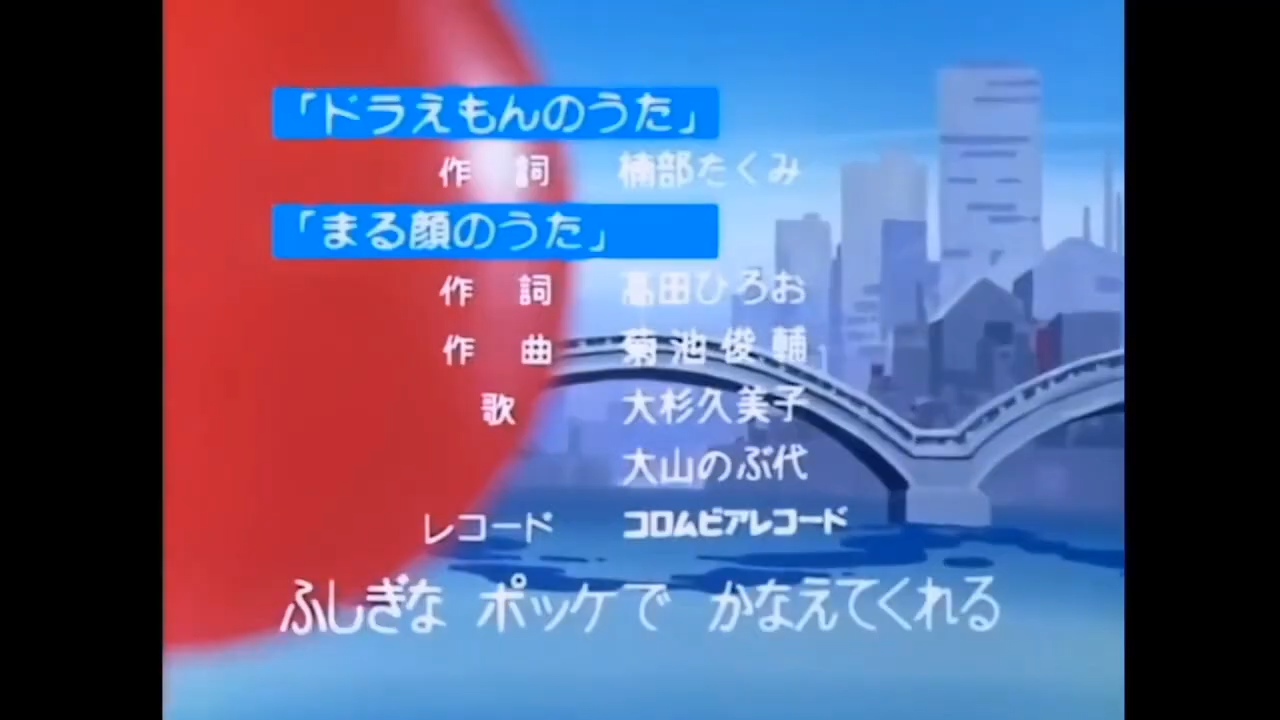 「ドラえもんのうた」
作 詞 楠部たくみ
「まる顔のうた」
作 詞 高田ひろお
作 曲 菊池俊輔
歌 大杉久美子
大山のぶ代
レコード コロムビアレコード
ふしぎな ポッケで かなえてくれる